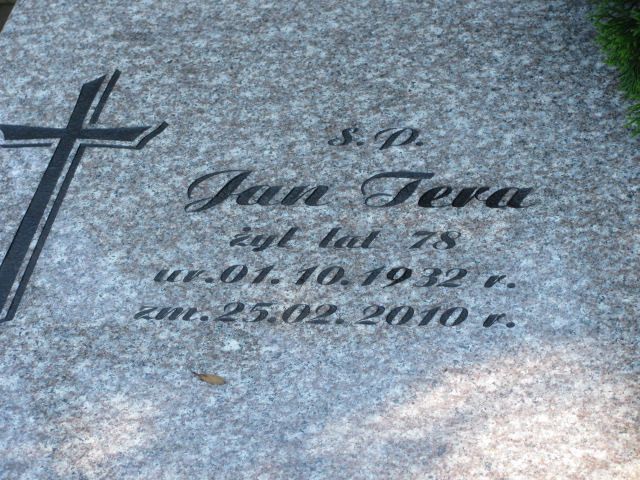 Ś. P.
Jan Tera
żył lat 78
ur. 01. 10. 1932 r.
zm. 25. 02. 2010 r.